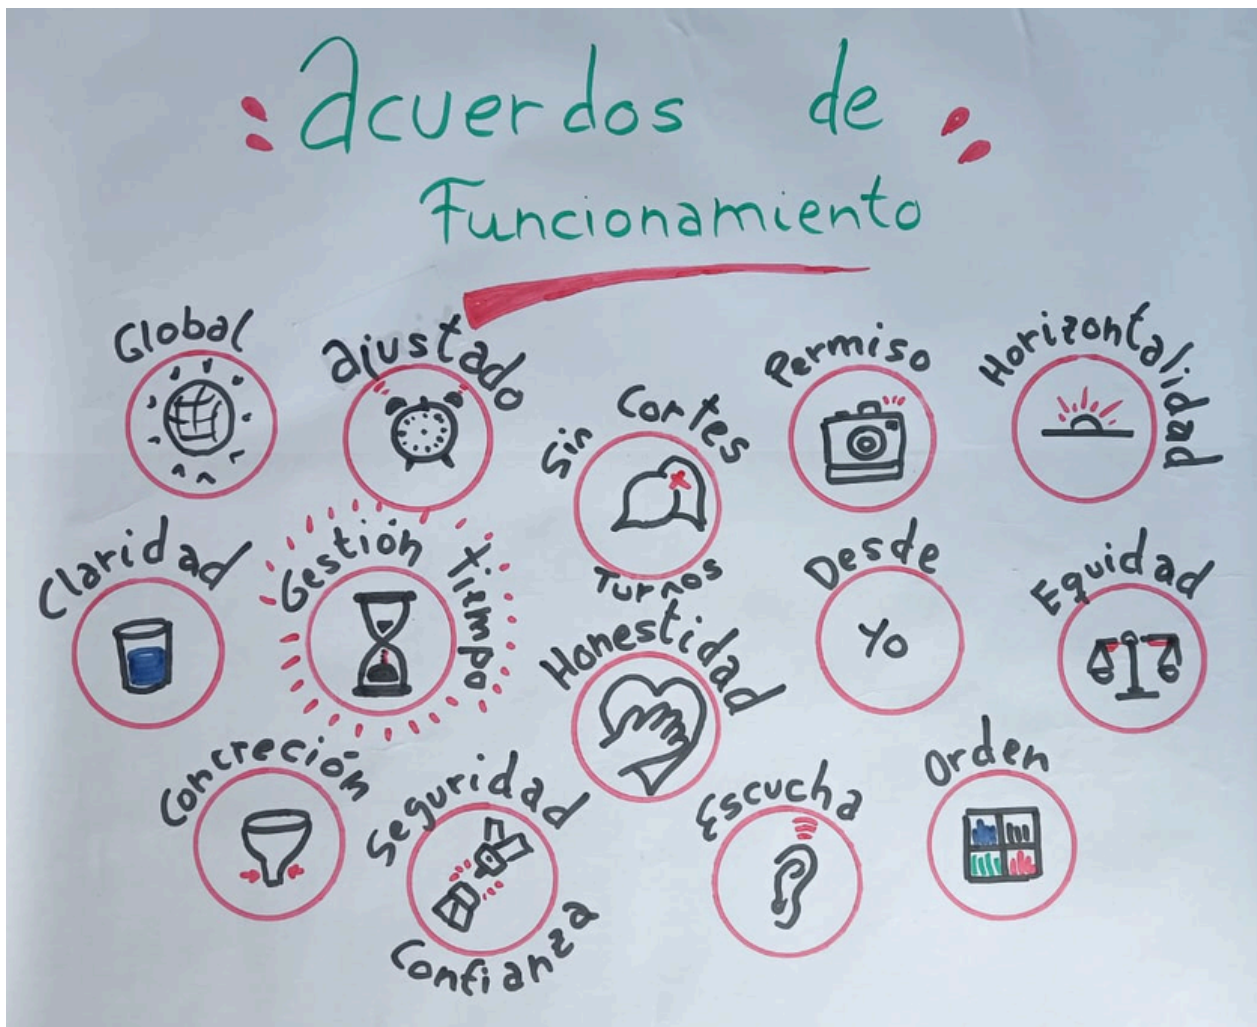 Acuerdos de
Funcionamiento
Global
Ajustado
Sin Cortes
Turnos
Permiso
Horizontalidad
Claridad
Gestión Tiempo
Honestidad
Desde
Yo
Equidad
Concreción
Seguridad
Confianza
Escucha
Orden